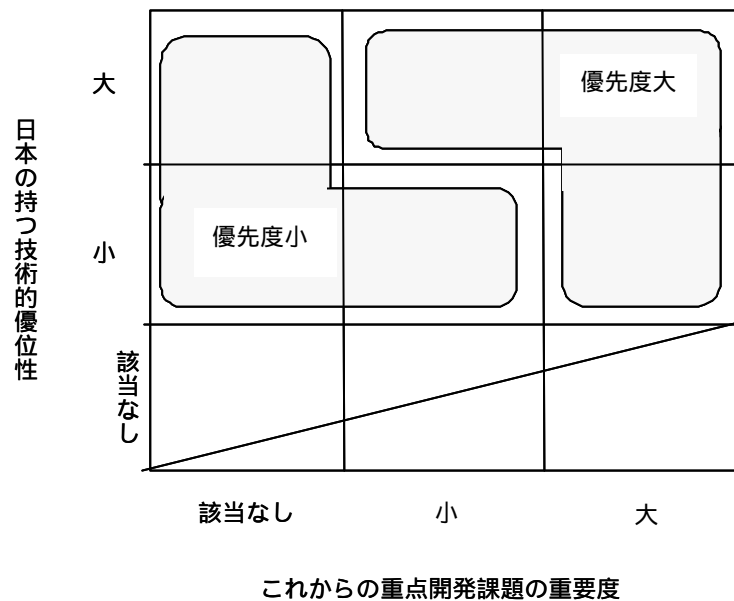 日本の持つ技術的優位性
大
優先度大
小
優先度小
該当なし
該当なし
小
大
これからの重点開発課題の重要度